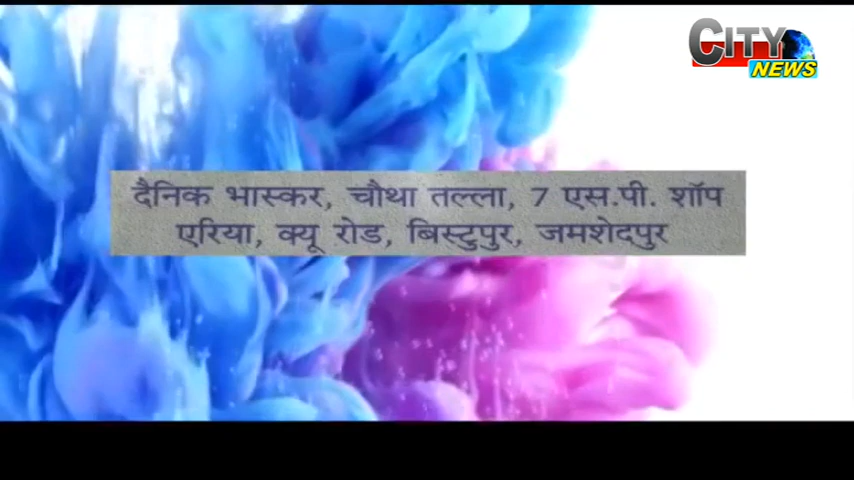 CITY
NEWS
दैनिक भास्कर, चौथा तल्ला, 7 एस.पी. शॉप
एरिया, क्यू रोड, बिस्टुपुर, जमशेदपुर